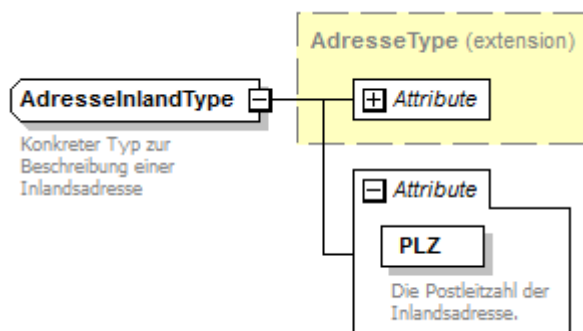 AdresseType (extension)
AdresseInlandType
Attribute
Konkreter Typ zur
Beschreibung einer
Inlandsadresse
Attribute
PLZ
Die Postleitzahl der
Inlandsadresse.